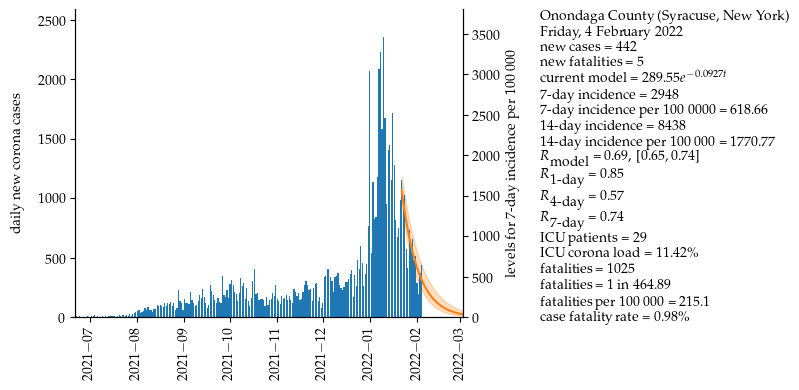 Onondaga County (Syracuse, New York)
Friday, 4 February 2022
new cases = 442
new fatalities = 5
current model = 289.55e^{-0.0927t}
7-day incidence = 2948
7-day incidence per 100 0000 = 618.66
14-day incidence = 8438
14-day incidence per 100 000 = 1770.77
R_model = 0.69, [0.65, 0.74]
R_1-day = 0.85
R_4-day = 0.57
R_7-day = 0.74
ICU patients = 29
ICU corona load = 11.42%
fatalities = 1025
fatalities = 1 in 464.89
fatalities per 100 000 = 215.1
case fatality rate = 0.98%
daily new corona cases
2500
2000
1500
1000
500
0
levels for 7-day incidence per 100 000
3500
3000
2500
2000
1500
1000
500
0
2021−07
2021−08
2021−09
2021−10
2021−11
2021−12
2022−01
2022−02
2022−03